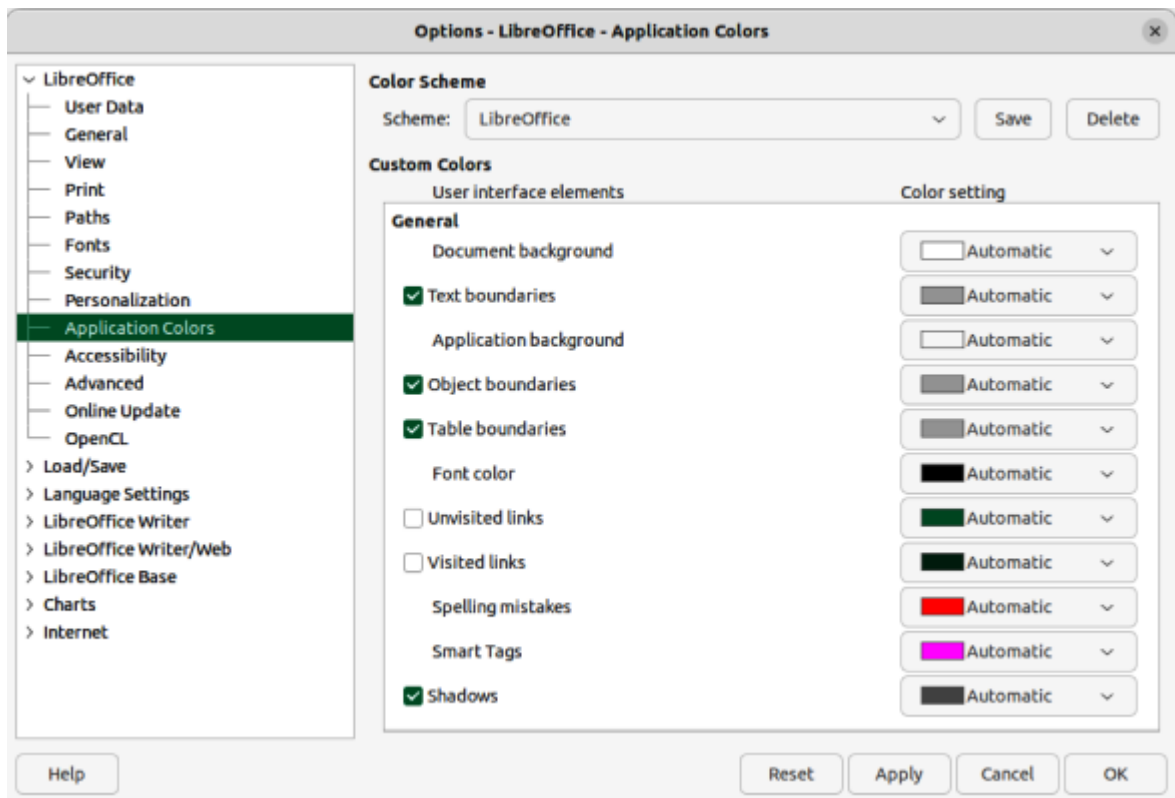 Options - LibreOffice - Application Colors
LibreOffice
User Data
General
View
Print
Paths
Fonts
Security
Personalization
Application Colors
Accessibility
Advanced
Online Update
OpenCL
Load/Save
Language Settings
LibreOffice Writer
LibreOffice Writer/Web
LibreOffice Base
Charts
Internet
Color Scheme
Scheme: LibreOffice Save Delete
Custom Colors
User interface elements Color setting
General
Document background Automatic
Text boundaries Automatic
Application background Automatic
Object boundaries Automatic
Table boundaries Automatic
Font color Automatic
Unvisited links Automatic
Visited links Automatic
Spelling mistakes Automatic
Smart Tags Automatic
Shadows Automatic
Help Reset Apply Cancel OK